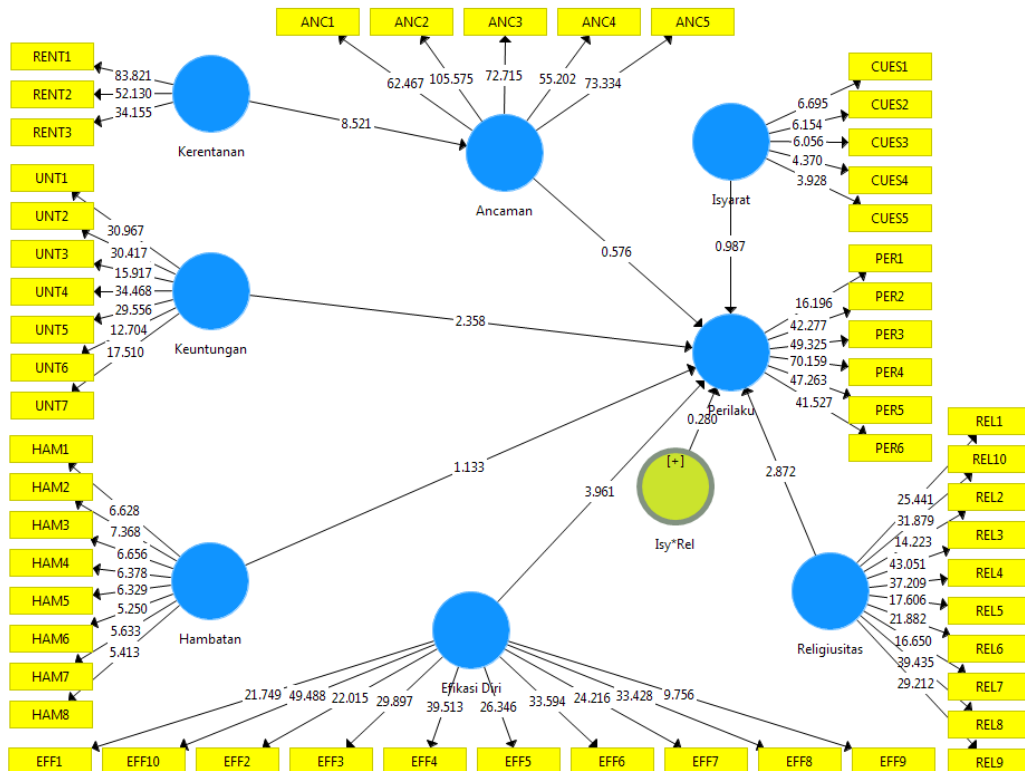 ANC1 ANC2 ANC3 ANC4 ANC5
62.467 105.575 72.715 55.202 73.334
RENT1
RENT2
RENT3
83.821
52.130
34.155
Kerentanan
8.521
Ancaman
0.576
CUES1
CUES2
CUES3
CUES4
CUES5
6.695
6.154
6.056
4.370
3.928
Isyarat
0.987
UNT1
UNT2
UNT3
UNT4
UNT5
UNT6
UNT7
30.967
30.417
15.917
34.468
29.556
12.704
17.510
Keuntungan
2.358
PER1
PER2
PER3
PER4
PER5
PER6
16.196
42.277
49.325
70.159
47.263
41.527
Perilaku
0.280
[+]
Isy*Rel
HAM1
HAM2
HAM3
HAM4
HAM5
HAM6
HAM7
HAM8
6.628
7.368
6.656
6.378
6.329
5.250
5.633
5.413
Hambatan
1.133
3.961
2.872
REL1
REL10
REL2
REL3
REL4
REL5
REL6
REL7
REL8
REL9
25.441
31.879
14.223
43.051
37.209
17.606
21.882
16.650
39.435
29.212
Religiusitas
Efikasi Diri
21.749 49.488 22.015 29.897 39.513 26.346 33.594 24.216 33.428 9.756
EFF1 EFF10 EFF2 EFF3 EFF4 EFF5 EFF6 EFF7 EFF8 EFF9